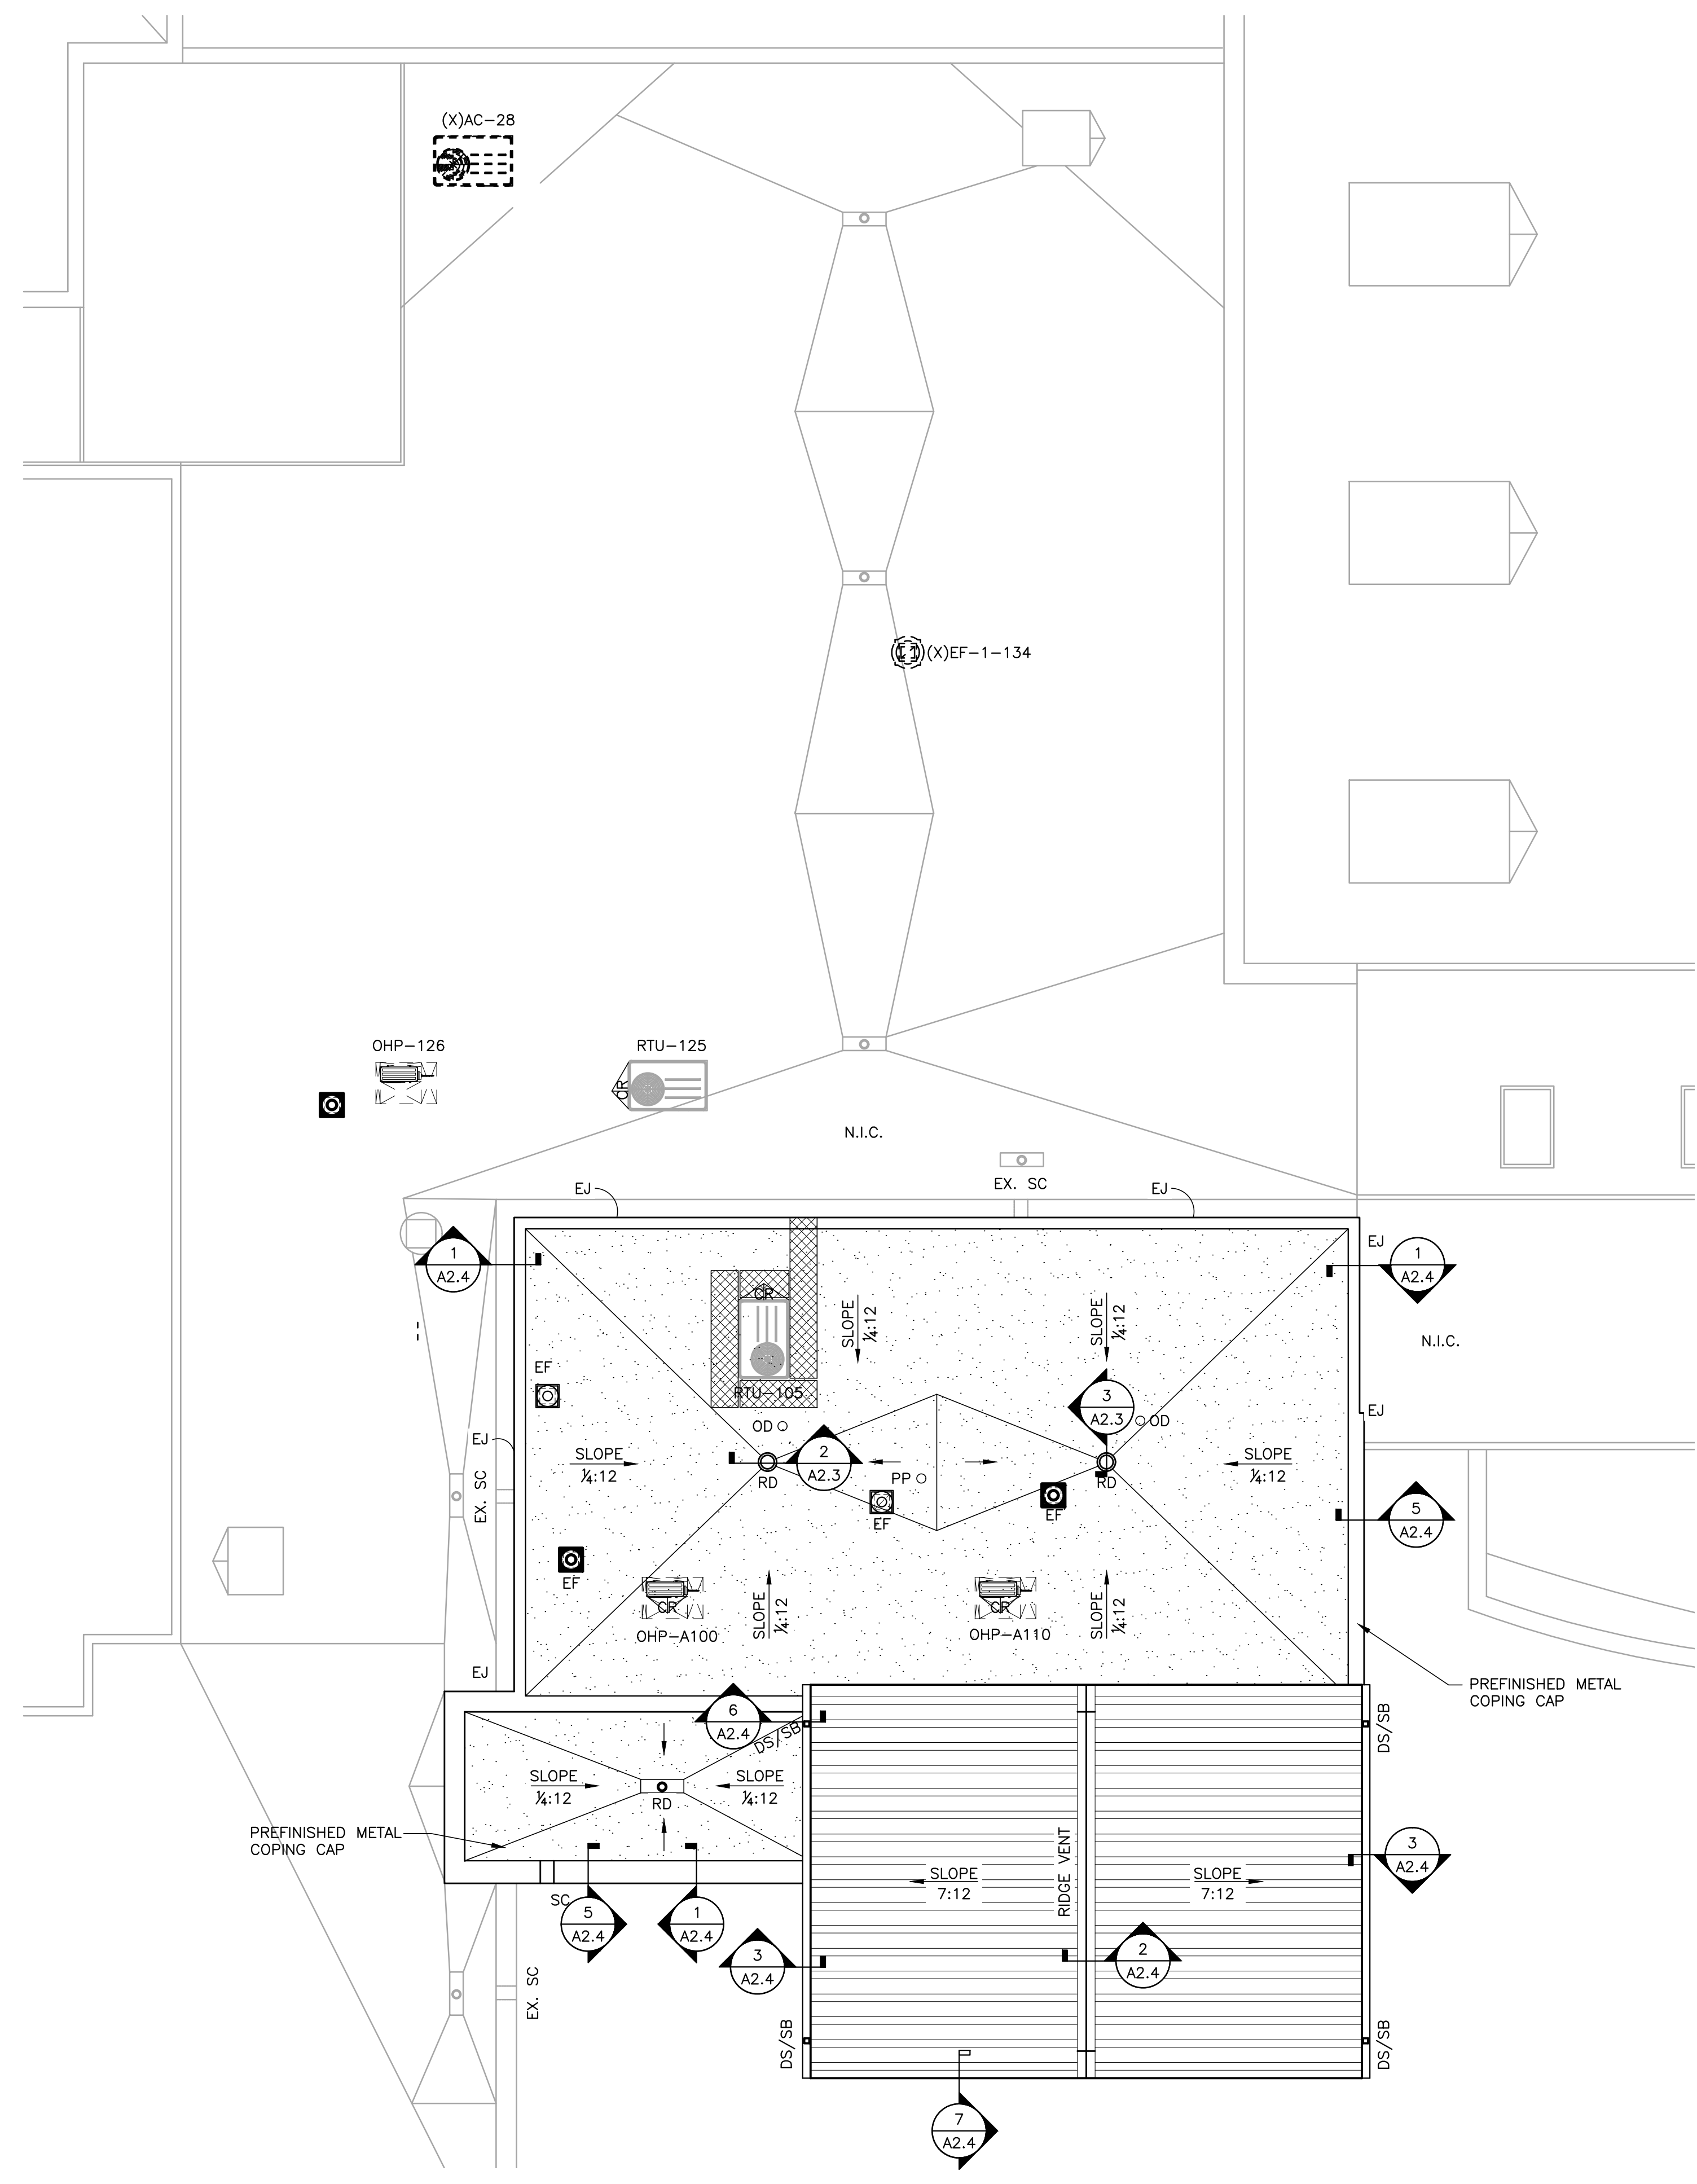 (X)AC-28
(X)EF-1-134
OHP-126
RTU-125
CR
N.I.C.
EX. SC
EJ
EJ
EJ
1
A2.4
1
A2.4
N.I.C.
CR
SLOPE
1/4:12
SLOPE
1/4:12
EF
RTU-105
3
A2.3
OD
OD
EJ
EJ
2
A2.3
SLOPE
1/4:12
SLOPE
1/4:12
PP
RD
RD
EX. SC
EF
EF
5
A2.4
EF
CR
CR
SLOPE
1/4:12
SLOPE
1/4:12
OHP-A100
OHP-A110
EJ
PREFINISHED METAL
COPING CAP
6
A2.4
DS/SB
DS/SB
SLOPE
1/4:12
SLOPE
1/4:12
RD
PREFINISHED METAL
COPING CAP
RIDGE VENT
3
A2.4
SLOPE
7:12
SLOPE
7:12
SC
5
A2.4
1
A2.4
3
A2.4
2
A2.4
EX. SC
DS/SB
DS/SB
7
A2.4